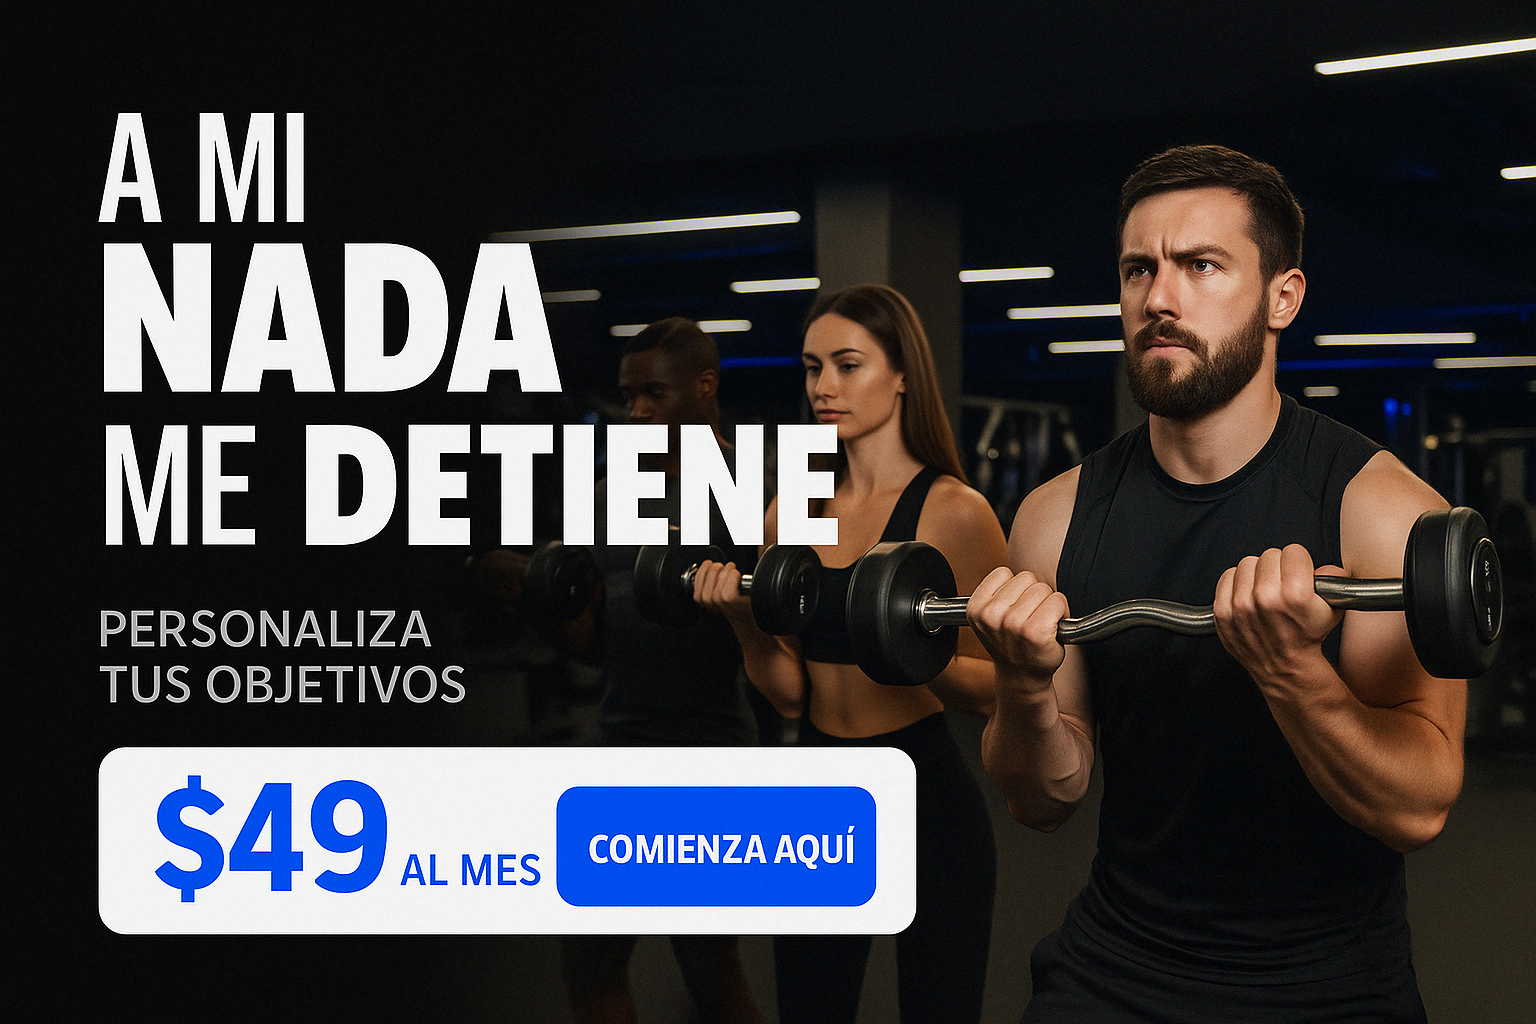 A MI
NADA
ME DETIENE
PERSONALIZA
TUS OBJETIVOS
$49 AL MES
COMIENZA AQUÍ